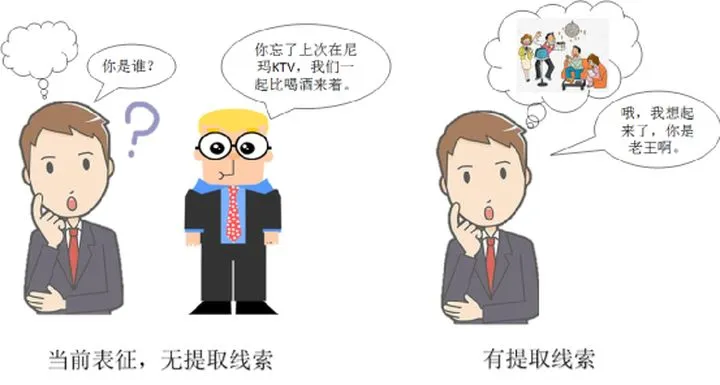 你是谁？
你忘了上次在尼
玛KTV，我们一
起比喝酒来着。
哦，我想起
来了，你是
老王啊。
当前表征，无提取线索
有提取线索